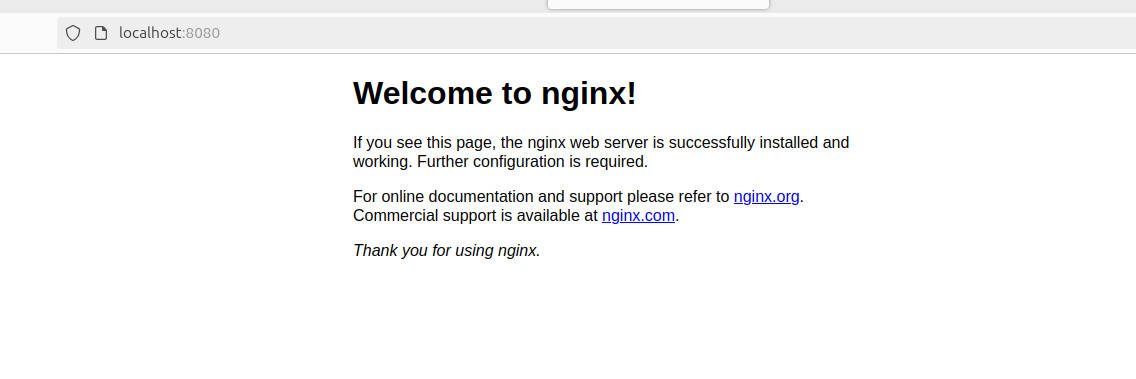 localhost:8080
Welcome to nginx!
If you see this page, the nginx web server is successfully installed and
working. Further configuration is required.
For online documentation and support please refer to nginx.org.
Commercial support is available at nginx.com.
Thank you for using nginx.